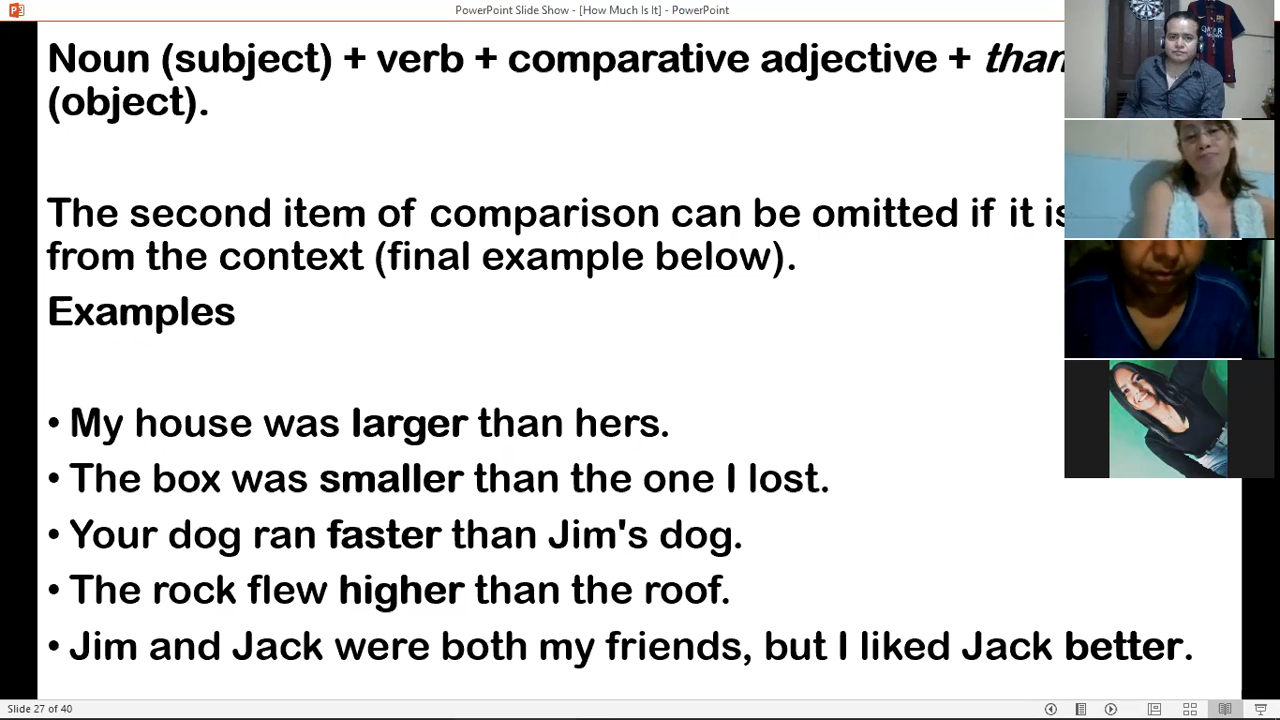 PowerPoint Slide Show - [How Much Is It] - PowerPoint
Noun (subject) + verb + comparative adjective + than
(object).
The second item of comparison can be omitted if it is
from the context (final example below).
Examples
• My house was larger than hers.
• The box was smaller than the one I lost.
• Your dog ran faster than Jim's dog.
• The rock flew higher than the roof.
• Jim and Jack were both my friends, but I liked Jack better.
Slide 27 of 40